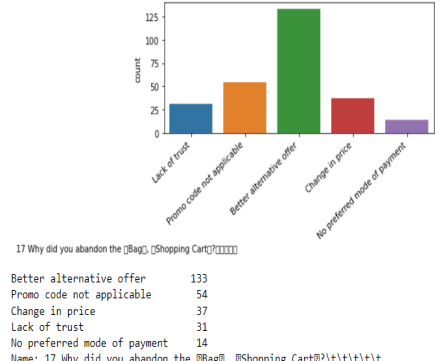 125
100
75
50
25
0
count
Lack of trust
Promo code not applicable
Better alternative offer
Change in price
No preferred mode of payment
17 Why did you abandon the ▯Bag▯, ▯Shopping Cart▯?▯▯▯▯▯
Better alternative offer 133
Promo code not applicable 54
Change in price 37
Lack of trust 31
No preferred mode of payment 14
Name: 17 Why did you abandon the ▯Bag▯, ▯Shopping Cart▯?\t\t\t\t\t